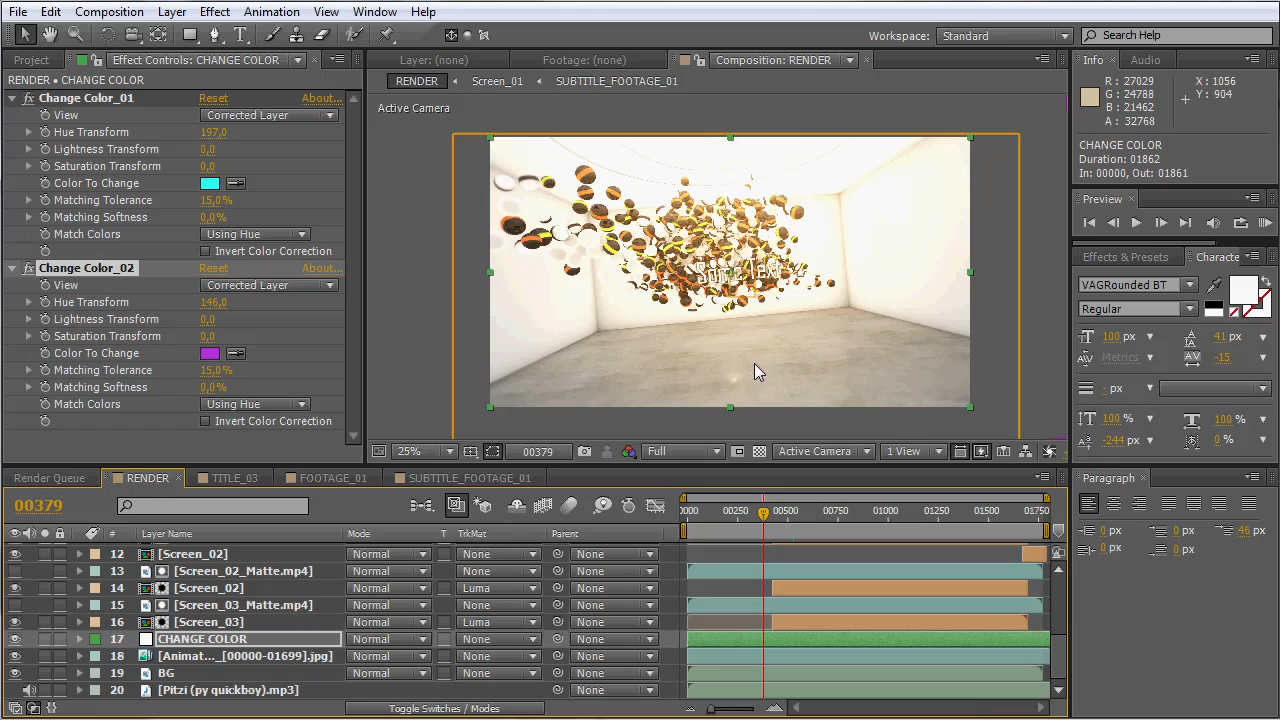 File Edit Composition Layer Effect Animation View Window Help
Workspace: Standard Search Help
Project Effect Controls: CHANGE COLOR Layer: (none) Footage: (none) Composition: RENDER Info Audio
RENDER • CHANGE COLOR RENDER Screen_01 SUBTITLE_FOOTAGE_01
Change Color_01 Reset About...
View Corrected Layer
Hue Transform 197,0
Lightness Transform 0,0
Saturation Transform 0,0
Color To Change
Matching Tolerance 15,0%
Matching Softness 0,0%
Match Colors Using Hue
Invert Color Correction
Change Color_02 Reset About...
View Corrected Layer
Hue Transform 146,0
Lightness Transform 0,0
Saturation Transform 0,0
Color To Change
Matching Tolerance 15,0%
Matching Softness 0,0%
Match Colors Using Hue
Invert Color Correction
Active Camera
Some Text
25% 00379 Full Active Camera 1 View
R : 27029 X : 1056
G : 24788 Y : 904
B : 21462
A : 32768
CHANGE COLOR
Duration: 01862
In: 00000, Out: 01861
Preview
Effects & Presets Characte
VAGRounded BT
Regular
100 px 41 px
Metrics -15
- px
100 % 100 %
-244 px 0 %
Render Queue RENDER TITLE_03 FOOTAGE_01 SUBTITTLE_FOOTAGE_01
00379
0000 00250 00500 00750 01000 01250 01500 01750
# Layer Name Mode T TrkMat Parent
12 [Screen_02] Normal None None
13 [Screen_02_Matte.mp4] Normal None None
14 [Screen_02] Normal Luma None
15 [Screen_03_Matte.mp4] Normal None None
16 [Screen_03] Normal Luma None
17 CHANGE COLOR Normal None None
18 [Animat..._[00000-01699].jpg] Normal None None
19 BG Normal None None
20 [Pitzi (py quickboy).mp3] None
Toggle Switches / Modes
Paragraph
0 px 0 px 46 px
0 px 0 px